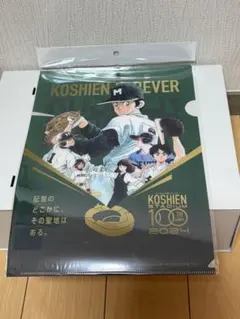 KOSHIEN FOREVER
M
記憶の
どこかに、
その聖地は
ある。
KOSHIEN
STADIUM
100
2024